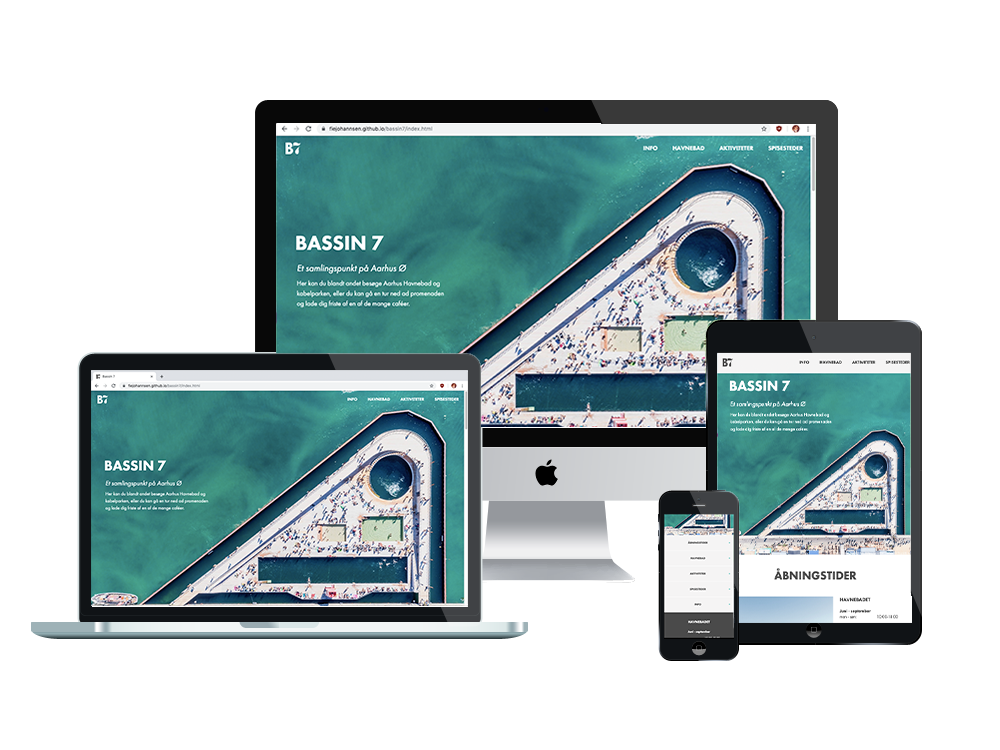 fiejohannsen.github.io/bassin7/index.html
B7
INFO HAVNEBAD AKTIVITETER SPISESTEDER
BASSIN 7
Et samlingspunkt på Aarhus Ø
Her kan du blandt andet besøge Aarhus Havnebad og
kabelparken, eller du kan gå en tur ned ad promenaden
og lade dig friste af en af de mange caféer.
Bassin 7
fiejohannsen.github.io/bassin7/index.html
B7
INFO HAVNEBAD AKTIVITETER SPISESTEDER
BASSIN 7
Et samlingspunkt på Aarhus Ø
Her kan du blandt andet besøge Aarhus Havnebad og
kabelparken, eller du kan gå en tur ned ad promenaden
og lade dig friste af en af de mange caféer.
B7
INFO HAVNEBAD AKTIVITETER SPISESTEDER
BASSIN 7
Et samlingspunkt på Aarhus Ø
Her kan du blandt andet besøge Aarhus Havnebad og
kabelparken, eller du kan gå en tur ned ad promenaden
og lade dig friste af en af de mange caféer.
ÅBNINGSTIDER
HAVNEBADET
Juni - september
man - søn: 10:00-18:00
ÅBNINGSTIDER
HAVNEBAD
AKTIVITETER
SPISESTEDER
INFO
HAVNEBADET
Juni - september